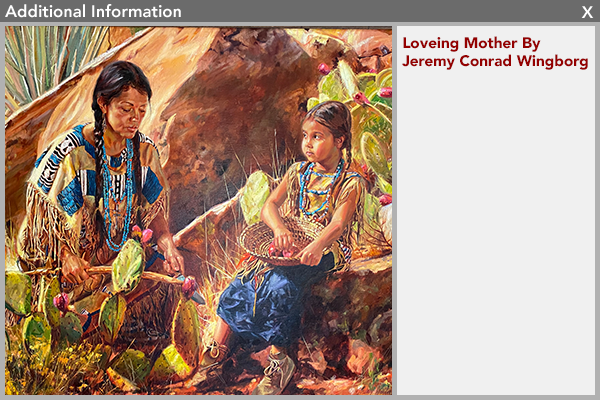 Additional Information
X
Loveing Mother By
Jeremy Conrad Wingborg